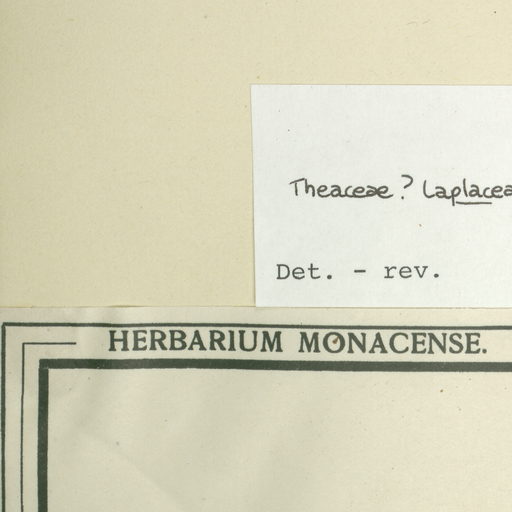 Theaceae? Laplacea
Det. - rev.
HERBARIUM MONACENSE.